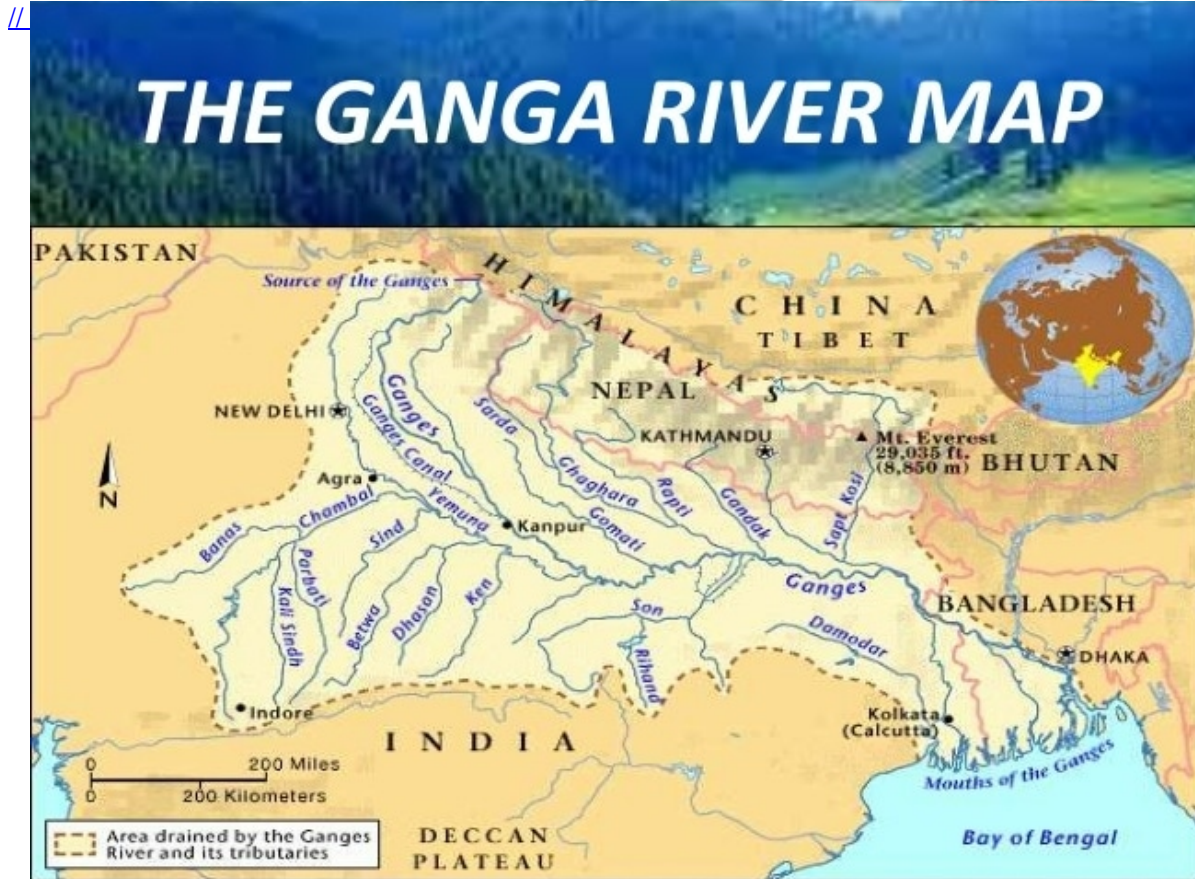 //
THE GANGA RIVER MAP
PAKISTAN
Source of the Ganges
HIMALAYAS
CHINA
TIBET
NEPAL
NEW DELHI
Ganges
Ganges Canal
Sarda
KATHMANDU
Mt. Everest
29,035 ft.
(8,850 m)
BHUTAN
N
Agra
Chambal
Yemuna
Ghaghara
Rapti
Gandak
Sapt Kosi
Banas
Sind
Kanpur
Gomati
Parbati
Kali Sindh
Betwa
Dhasan
Ken
Son
Ganges
BANGLADESH
Damodar
Rihand
DHAKA
Indore
Kolkata
(Calcutta)
INDIA
Mouths of the Ganges
0 200 Miles
0 200 Kilometers
Area drained by the Ganges
River and its tributaries
DECCAN
PLATEAU
Bay of Bengal